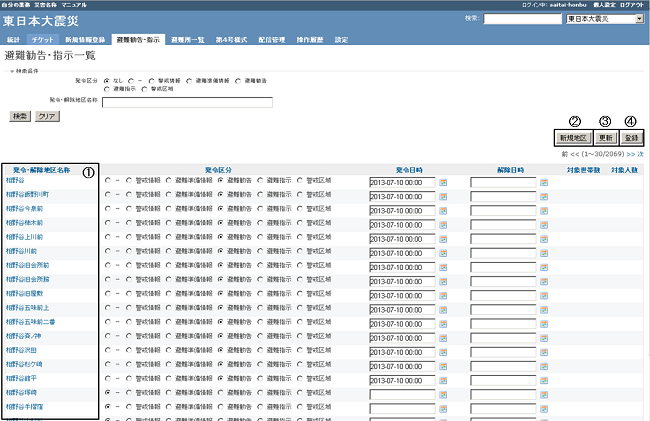 自分の業務 災害名称 マニュアル ログイン中: saitai-honbu 個人設定 ログアウト
東日本大震災 検索: 東日本大震災
統計 チケット 新規情報登録 避難勧告・指示 避難所一覧 第4号様式 配信管理 操作履歴 設定
避難勧告・指示一覧
検索条件
発令区分 なし - 警戒情報 避難準備情報 避難勧告
避難指示 警戒区域
発令・解除地区名称
検索 クリア
② ③ ④
新規地区 更新 登録
前 << (1~30/2069) >> 次
発令・解除地区名称 ① 発令区分 発令日時 解除日時 対象世帯数 対象人数
相野谷 - 警戒情報 避難準備情報 避難勧告 避難指示 警戒区域 2013-07-10 00:00
相野谷飯野川町 - 警戒情報 避難準備情報 避難勧告 避難指示 警戒区域 2013-07-10 00:00
相野谷今泉前 - 警戒情報 避難準備情報 避難勧告 避難指示 警戒区域 2013-07-10 00:00
相野谷柚木前 - 警戒情報 避難準備情報 避難勧告 避難指示 警戒区域 2013-07-10 00:00
相野谷上川前 - 警戒情報 避難準備情報 避難勧告 避難指示 警戒区域 2013-07-10 00:00
相野谷川前 - 警戒情報 避難準備情報 避難勧告 避難指示 警戒区域 2013-07-10 00:00
相野谷旧会所前 - 警戒情報 避難準備情報 避難勧告 避難指示 警戒区域 2013-07-10 00:00
相野谷旧会所脇 - 警戒情報 避難準備情報 避難勧告 避難指示 警戒区域 2013-07-10 00:00
相野谷旧屋敷 - 警戒情報 避難準備情報 避難勧告 避難指示 警戒区域 2013-07-10 00:00
相野谷五味前上 - 警戒情報 避難準備情報 避難勧告 避難指示 警戒区域 2013-07-10 00:00
相野谷五味前二番 - 警戒情報 避難準備情報 避難勧告 避難指示 警戒区域 2013-07-10 00:00
相野谷斎ノ神 - 警戒情報 避難準備情報 避難勧告 避難指示 警戒区域 2013-07-10 00:00
相野谷沢田 - 警戒情報 避難準備情報 避難勧告 避難指示 警戒区域 2013-07-10 00:00
相野谷杉ケ崎 - 警戒情報 避難準備情報 避難勧告 避難指示 警戒区域 2013-07-10 00:00
相野谷館平 - 警戒情報 避難準備情報 避難勧告 避難指示 警戒区域 2013-07-10 00:00
相野谷塚崎 - 警戒情報 避難準備情報 避難勧告 避難指示 警戒区域
相野谷手摺窪 - 警戒情報 避難準備情報 避難勧告 避難指示 警戒区域